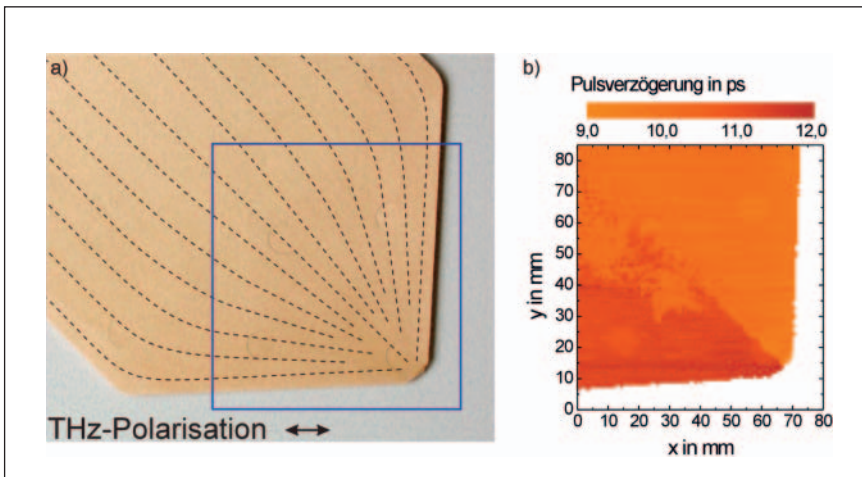 a)
THz-Polarisation
b)
Pulsverzögerung in ps
9,0 10,0 11,0 12,0
y in mm
80
70
60
50
40
30
20
10
0
0 10 20 30 40 50 60 70 80
x in mm